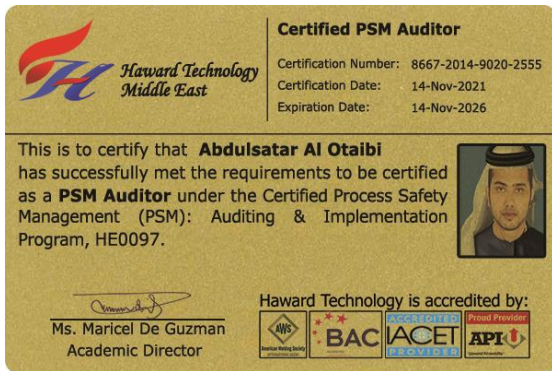 Haward Technology
Middle East
Certified PSM Auditor
Certification Number: 8667-2014-9020-2555
Certification Date: 14-Nov-2021
Expiration Date: 14-Nov-2026
This is to certify that Abdulsatar Al Otaibi
has successfully met the requirements to be certified
as a PSM Auditor under the Certified Process Safety
Management (PSM): Auditing & Implementation
Program, HE0097.
Ms. Maricel De Guzman
Academic Director
Haward Technology is accredited by:
AWS
American Welding Society
BAC
ACCREDITED
IACET
PROVIDER
Proud Provider
API